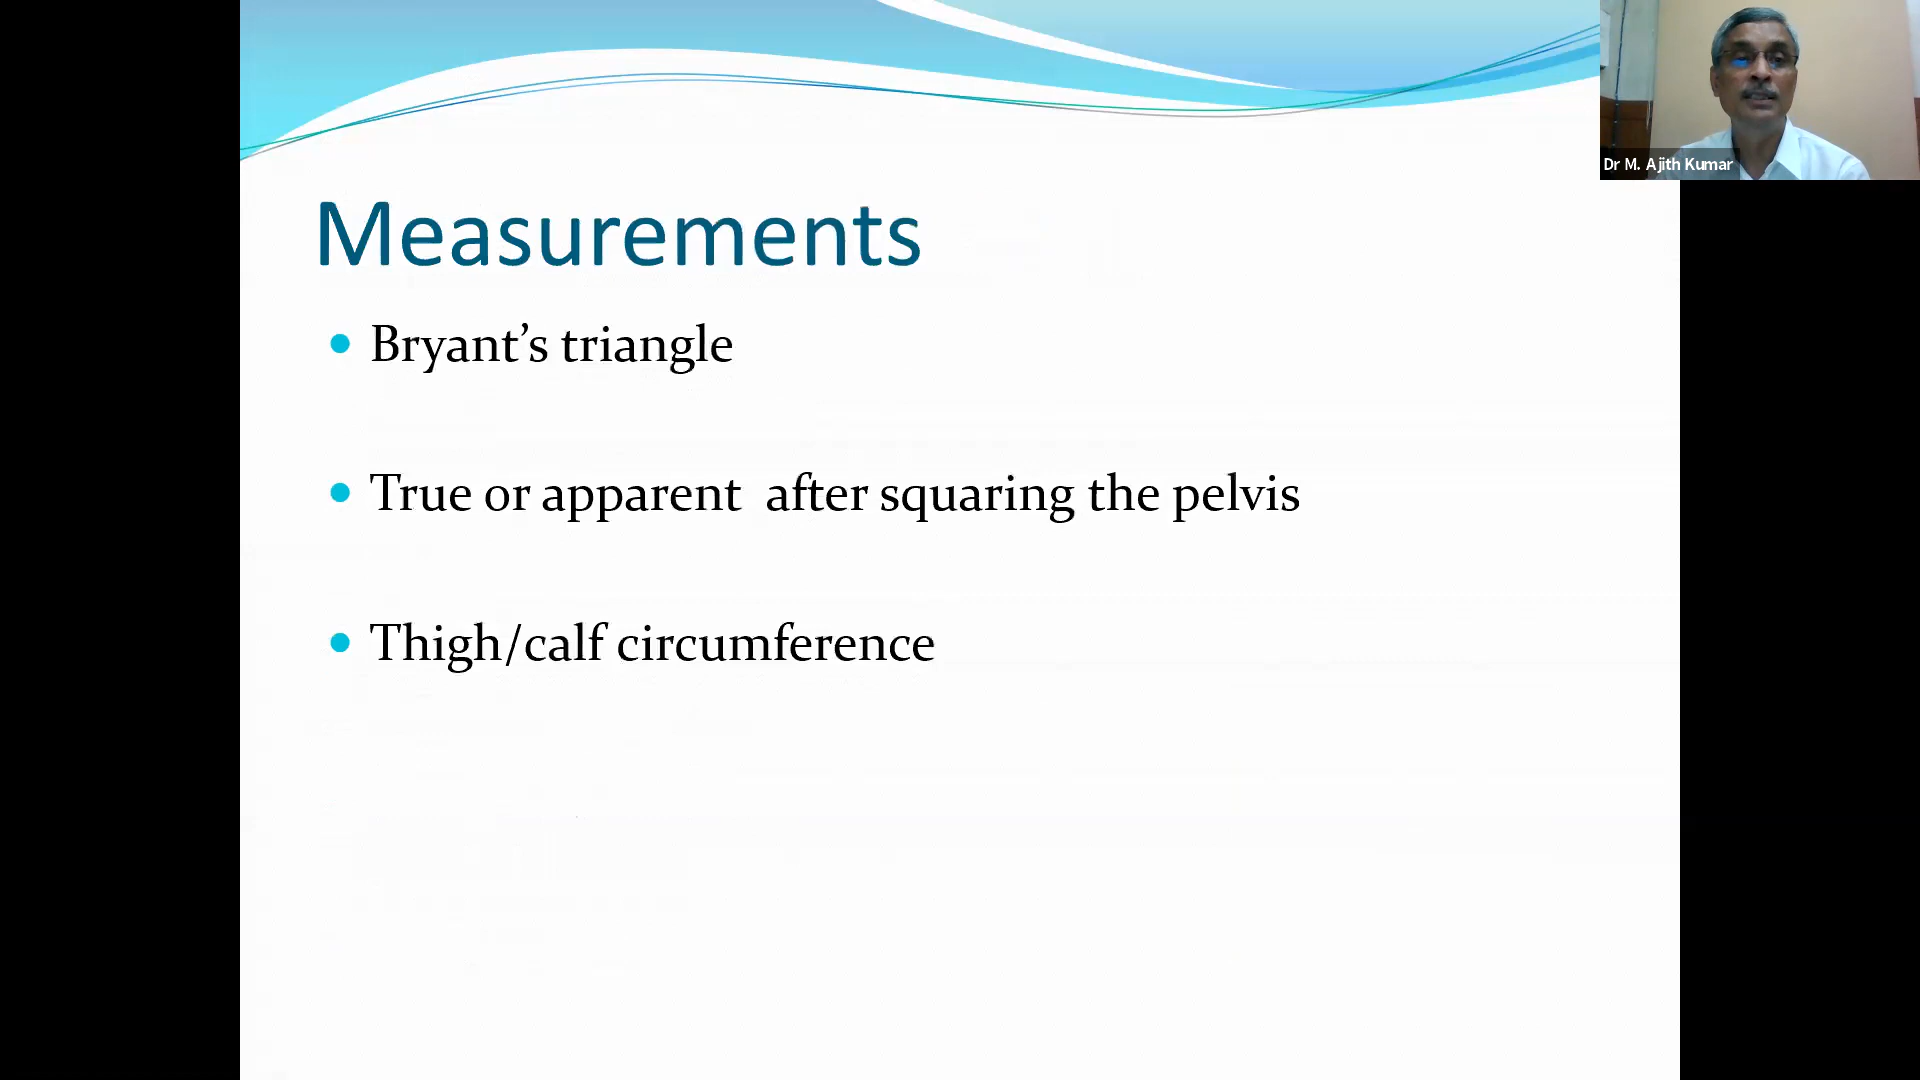 Dr M. Ajith Kumar
Measurements
Bryant’s triangle
True or apparent after squaring the pelvis
Thigh/calf circumference